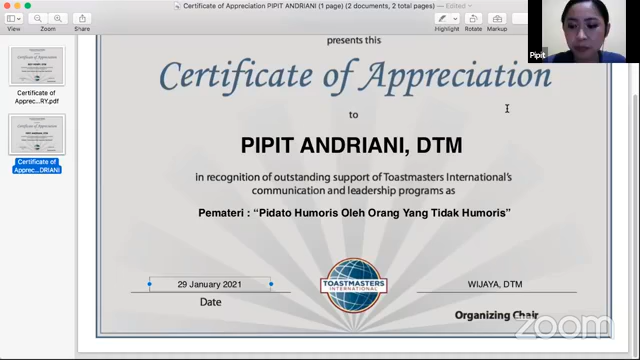 Certificate of Appreciation PIPIT ANDRIANI (1 page) (2 documents, 2 total pages) — Edited
View
Zoom
Share
Highlight
Rotate
Markup
Pipit
Certificate of
Apprec...RY.pdf
Certificate of
Apprec...DRIANI
presents this
Certificate of Appreciation
to
PIPIT ANDRIANI, DTM
in recognition of outstanding support of Toastmasters International's
communication and leadership programs as
Pemateri : “Pidato Humoris Oleh Orang Yang Tidak Humoris”
29 January 2021
Date
TOASTMASTERS
INTERNATIONAL
WIJAYA, DTM
Organizing Chair
zoom